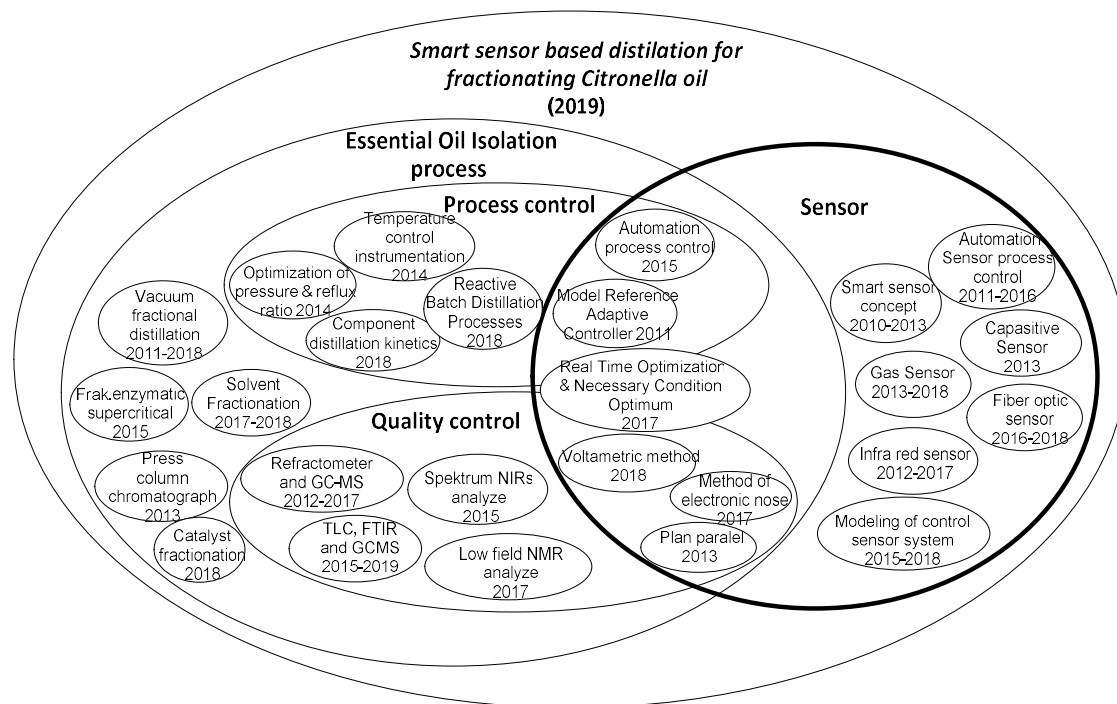 Smart sensor based distilation for
fractionating Citronella oil
(2019)
Essential Oil Isolation
process
Process control
Temperature
control
instrumentation
2014
Optimization of
pressure & reflux
ratio 2014
Reactive
Batch Distillation
Processes
2018
Component
distillation kinetics
2018
Vacuum
fractional
distillation
2011-2018
Frak.enzymatic
supercritical
2015
Solvent
Fractionation
2017-2018
Press
column
chromatograph
2013
Catalyst
fractionation
2018
Quality control
Refractometer
and GC-MS
2012-2017
Spektrum NIRs
analyze
2015
TLC, FTIR
and GCMS
2015-2019
Low field NMR
analyze
2017
Automation
process control
2015
Model Reference
Adaptive
Controller 2011
Real Time Optimization
& Necessary Condition
Optimum
2017
Voltametric method
2018
Method of
electronic nose
2017
Plan paralel
2013
Sensor
Automation
Sensor process
control
2011-2016
Smart sensor
concept
2010-2013
Capasitive
Sensor
2013
Gas Sensor
2013-2018
Fiber optic
sensor
2016-2018
Infra red sensor
2012-2017
Modeling of control
sensor system
2015-2018